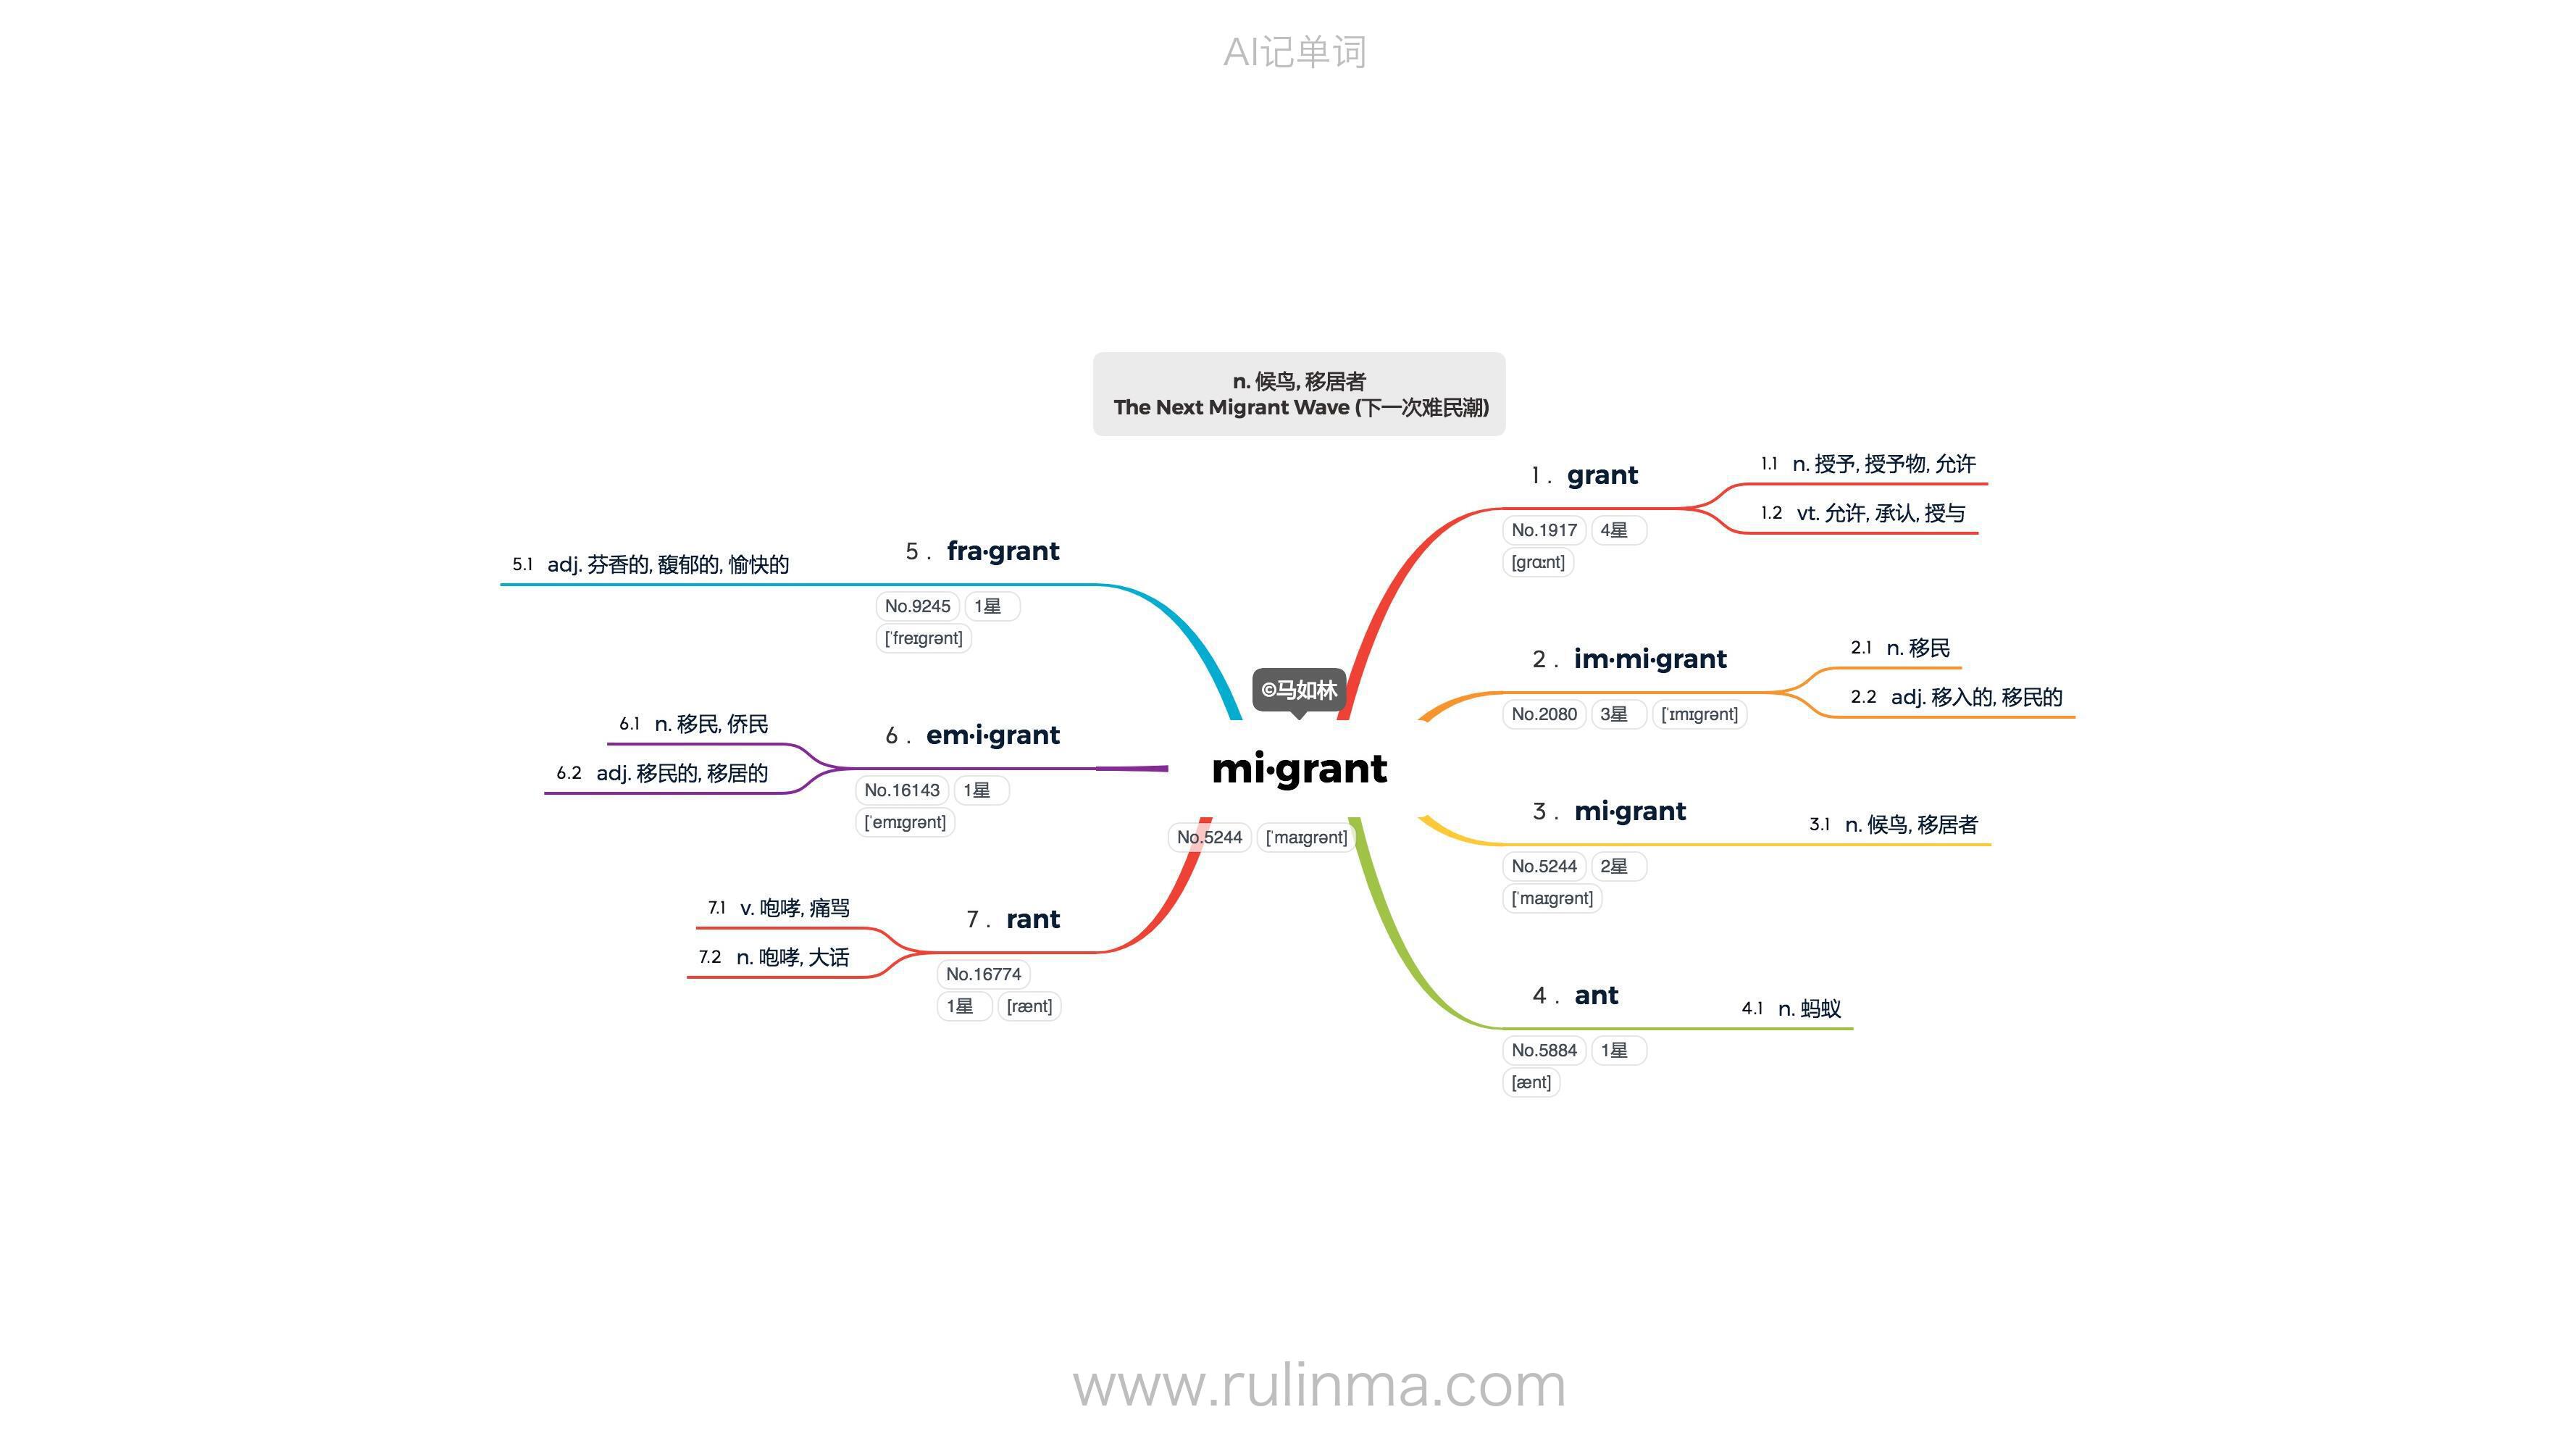 AI记单词
n. 候鸟, 移居者
The Next Migrant Wave (下一次难民潮)
©马如林
mi·grant
No.5244 [ˈmaɪgrənt]
1 . grant
No.1917 4星
[grɑːnt]
1.1 n. 授予, 授予物, 允许
1.2 vt. 允许, 承认, 授与
2 . im·mi·grant
No.2080 3星 [ˈɪmɪgrənt]
2.1 n. 移民
2.2 adj. 移入的, 移民的
3 . mi·grant
No.5244 2星
[ˈmaɪgrənt]
3.1 n. 候鸟, 移居者
4 . ant
No.5884 1星
[ænt]
4.1 n. 蚂蚁
5 . fra·grant
No.9245 1星
[ˈfreɪgrənt]
5.1 adj. 芬香的, 馥郁的, 愉快的
6 . em·i·grant
No.16143 1星
[ˈemɪgrənt]
6.1 n. 移民, 侨民
6.2 adj. 移民的, 移居的
7 . rant
No.16774
1星 [rænt]
7.1 v. 咆哮, 痛骂
7.2 n. 咆哮, 大话
www.rulinma.com